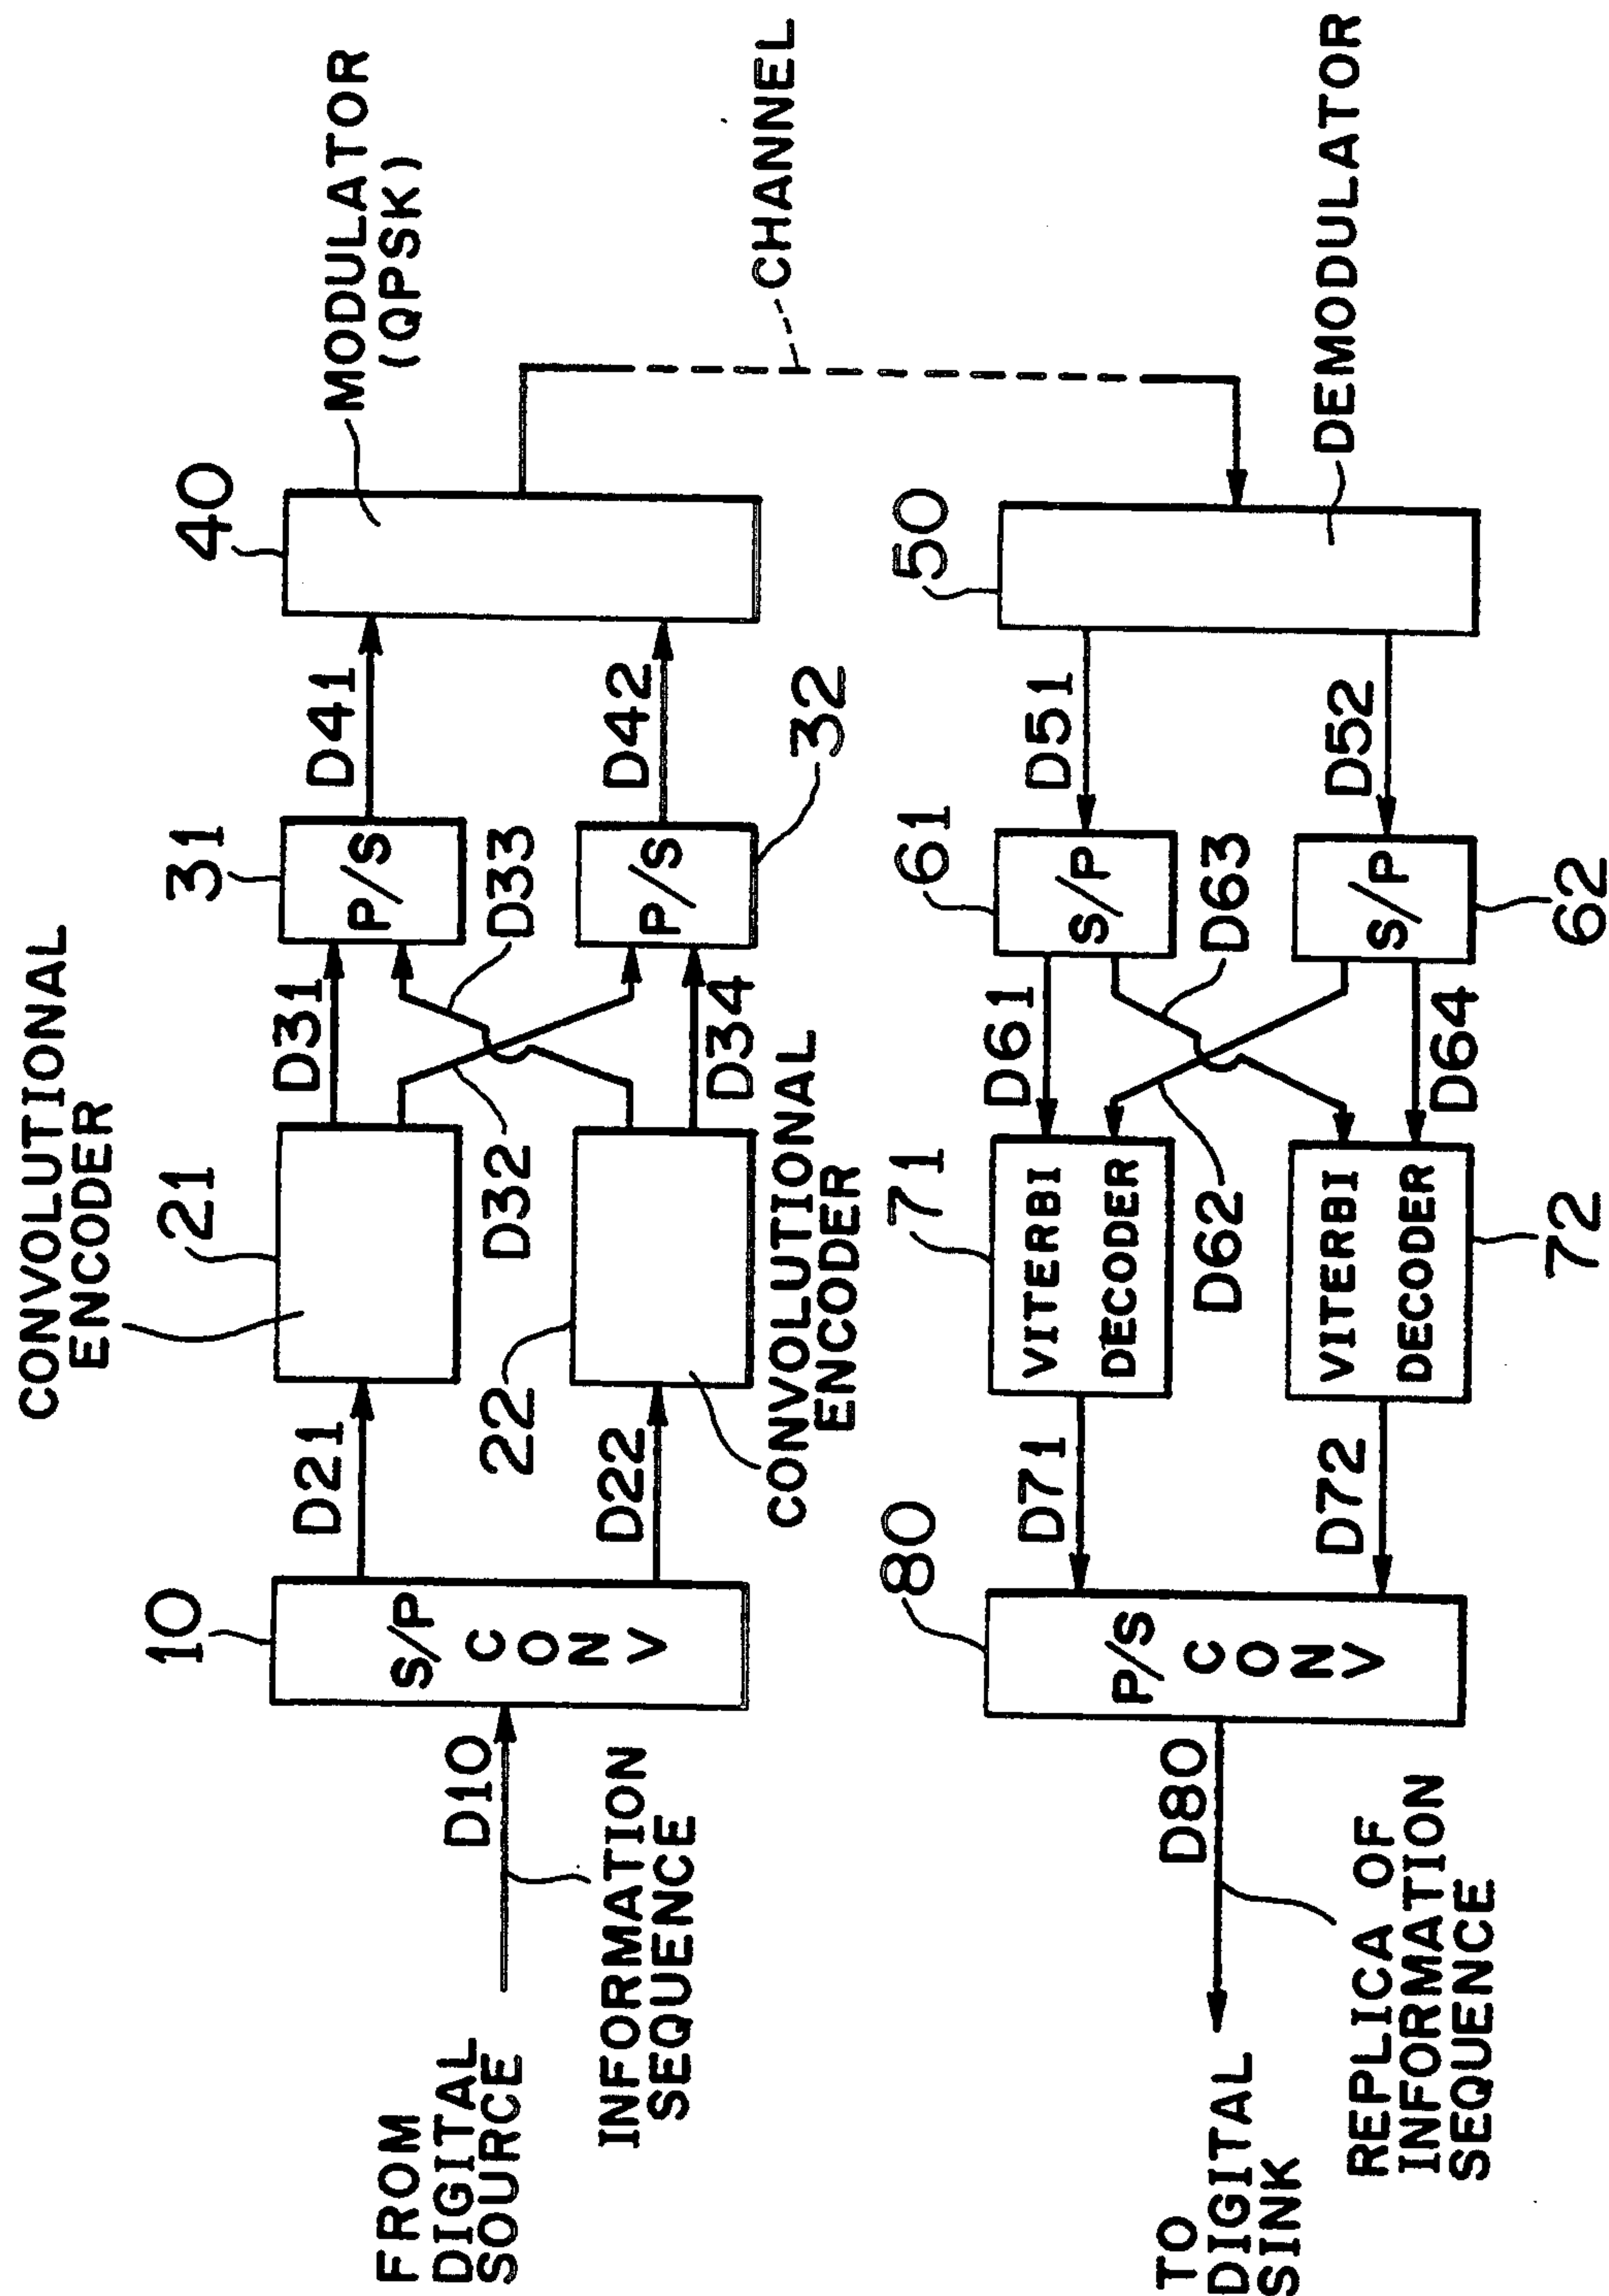 CONVOLUTIONAL
ENCODER
10
21
31
40
MODULATOR
(QPSK)
FROM
DIGITAL
SOURCE
D10
INFORMATION
SEQUENCE
S/P
CONV
D21
D22
22
CONVOLUTIONAL
ENCODER
D31
D32
D33
D34
P/S
P/S
32
D41
D42
CHANNEL
80
71
61
50
DEMODULATOR
TO
DIGITAL
SINK
D80
REPLICA OF
INFORMATION
SEQUENCE
P/S
CONV
D71
D72
VITERBI
DECODER
VITERBI
DECODER
72
D61
D62
D63
D64
S/P
S/P
62
D51
D52